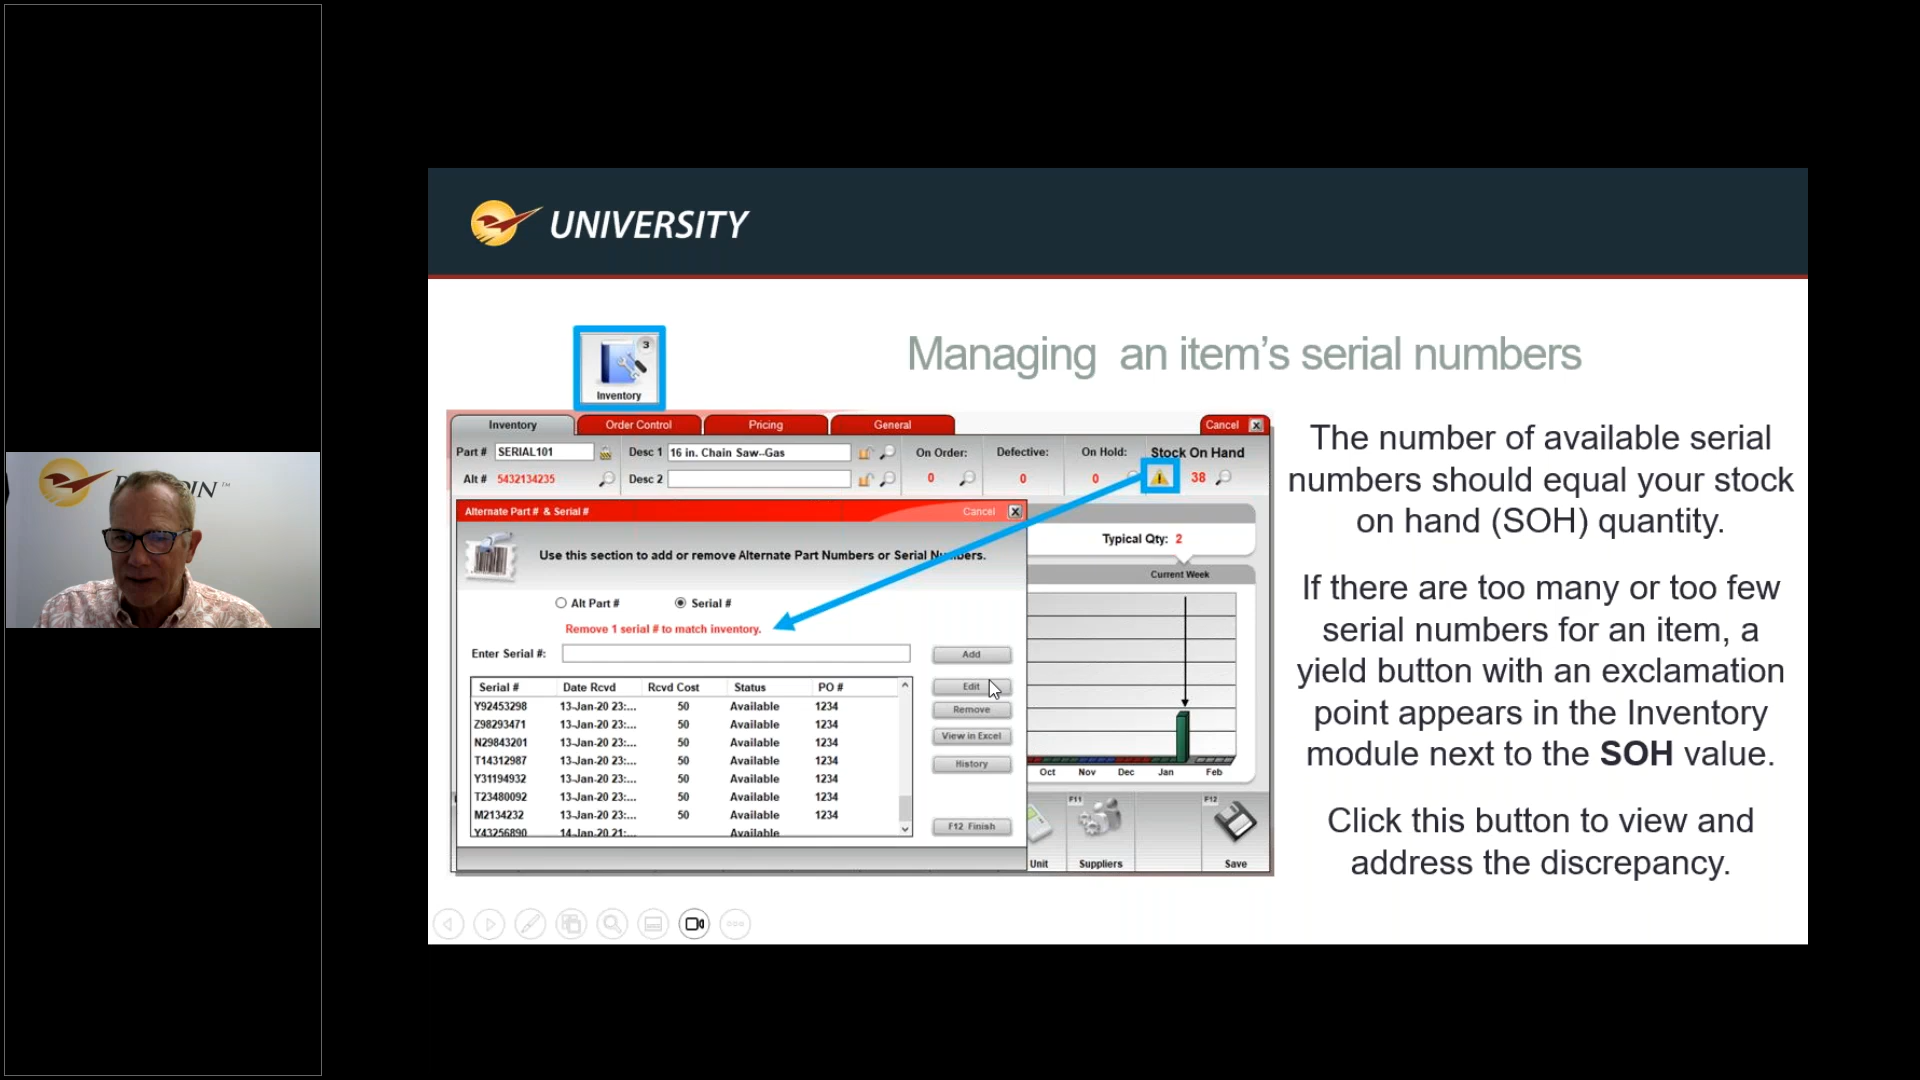 UNIVERSITY
Managing an item's serial numbers
3
Inventory
Inventory
Order Control
Pricing
General
Cancel
Part # SERIAL101
Desc 1 16 in. Chain Saw--Gas
On Order:
Defective:
On Hold:
Stock On Hand
Alt # 5432134235
Desc 2
0
0
0
38
Alternate Part # & Serial #
Cancel
Use this section to add or remove Alternate Part Numbers or Serial Numbers.
Alt Part #
Serial #
Remove 1 serial # to match inventory.
Enter Serial #:
Add
Edit
Remove
View in Excel
History
F12 Finish
Serial # Date Rcvd Rcvd Cost Status PO #
Y92453298 13-Jan-20 23:... 50 Available 1234
Z98293471 13-Jan-20 23:... 50 Available 1234
N29843201 13-Jan-20 23:... 50 Available 1234
T14312987 13-Jan-20 23:... 50 Available 1234
Y31194932 13-Jan-20 23:... 50 Available 1234
T23480092 13-Jan-20 23:... 50 Available 1234
M2134232 13-Jan-20 23:... 50 Available 1234
Y43256890 14-Jan-20 21:... Available
Typical Qty: 2
Current Week
Oct Nov Dec Jan Feb
Unit
F11
Suppliers
F12
Save
The number of available serial
numbers should equal your stock
on hand (SOH) quantity.
If there are too many or too few
serial numbers for an item, a
yield button with an exclamation
point appears in the Inventory
module next to the SOH value.
Click this button to view and
address the discrepancy.